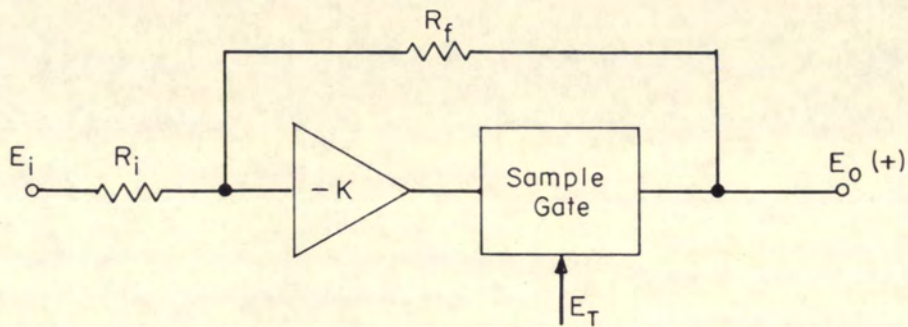 R_f
E_i
R_i
-K
Sample
Gate
E_o (+)
E_T